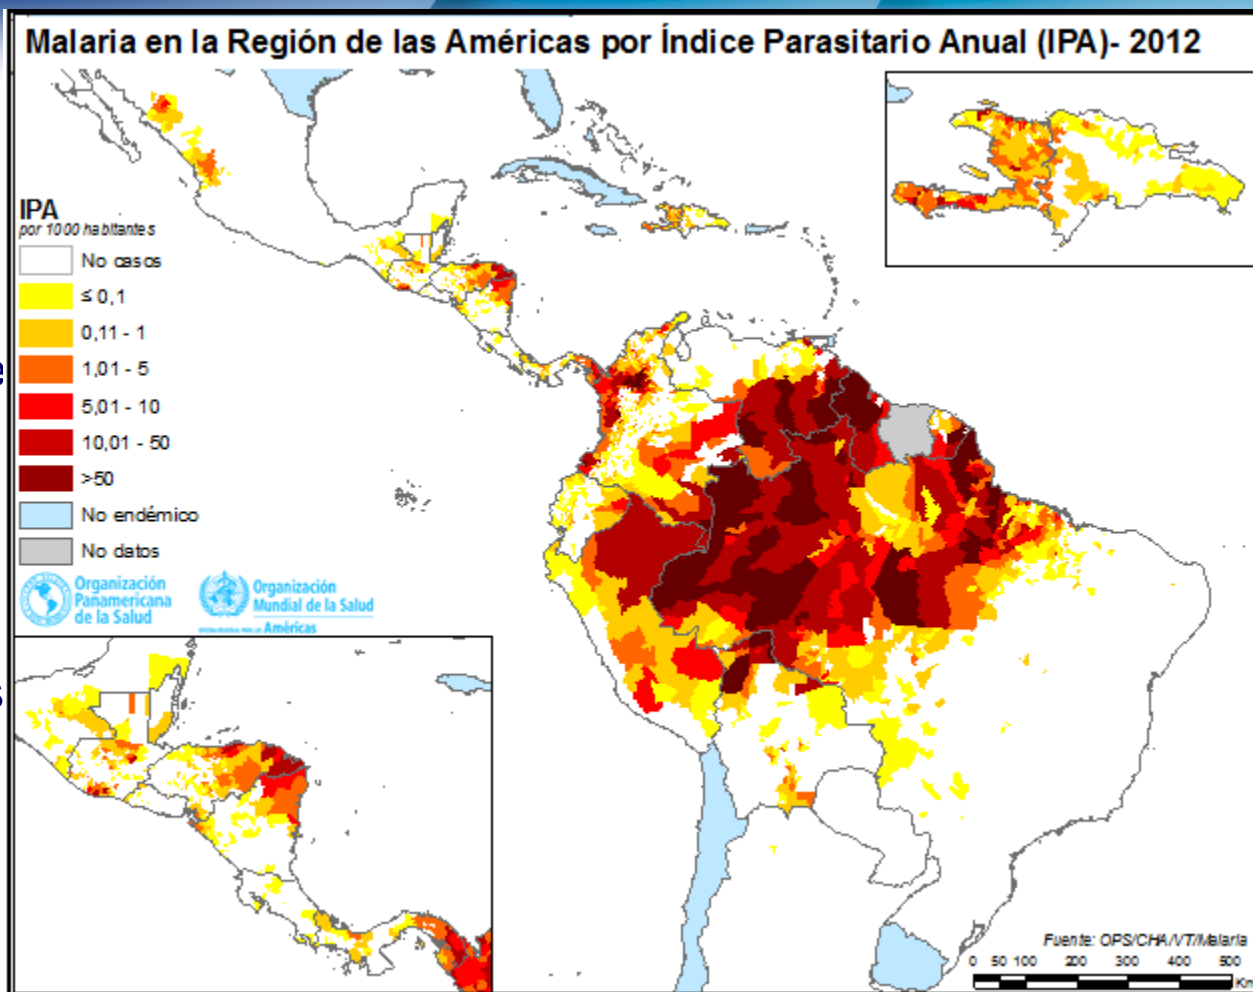 Malaria en la Región de las Américas por Índice Parasitario Anual (IPA)- 2012
IPA
por 1000 habitantes
No casos
≤ 0,1
0,11 - 1
1,01 - 5
5,01 - 10
10,01 - 50
>50
No endémico
No datos
Organización
Panamericana
de la Salud
Organización
Mundial de la Salud
Américas
Fuente: OPS/CHA/VT/Malaria
0 50 100 200 300 400 500
Km
e
s